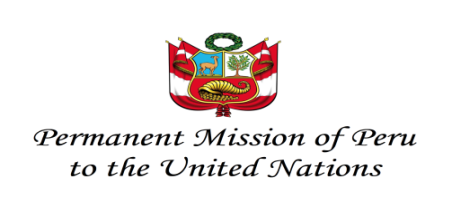 Permanent Mission of Peru
to the United Nations